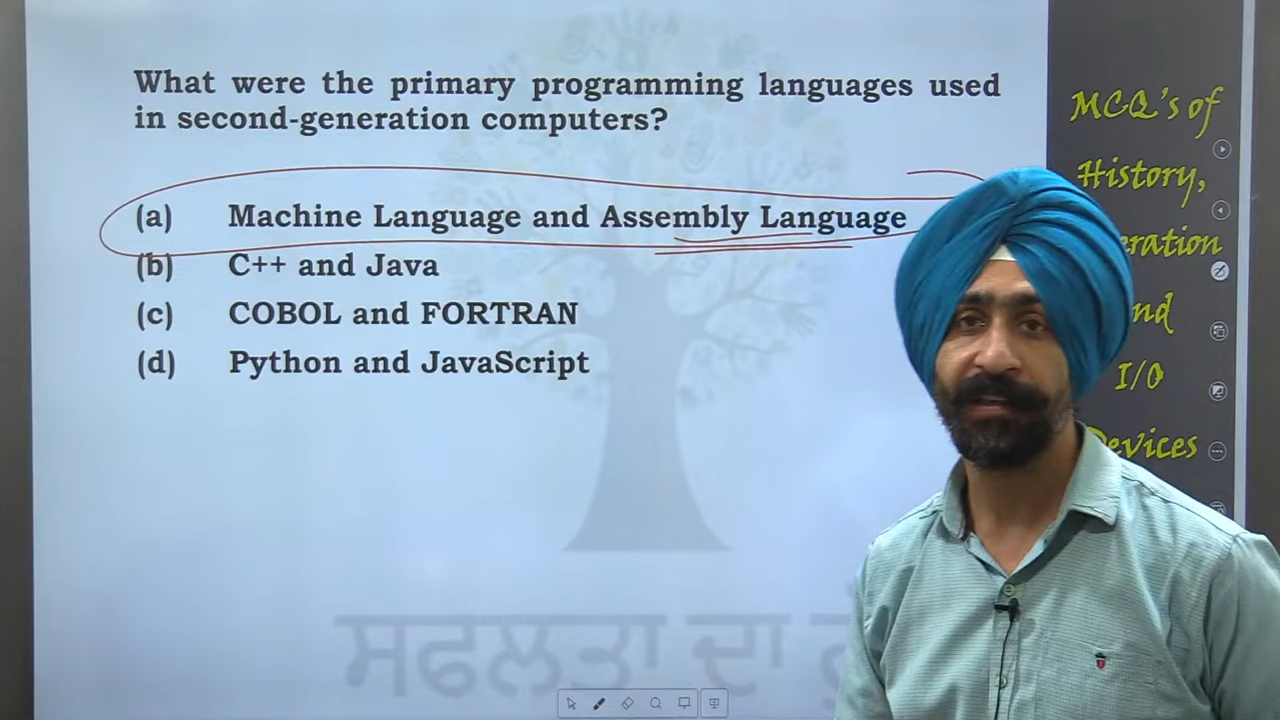 What were the primary programming languages used
in second-generation computers?
(a) Machine Language and Assembly Language
(b) C++ and Java
(c) COBOL and FORTRAN
(d) Python and JavaScript
ਸਫਲਤਾ ਦਾ
MCQ's of
History,
I/O